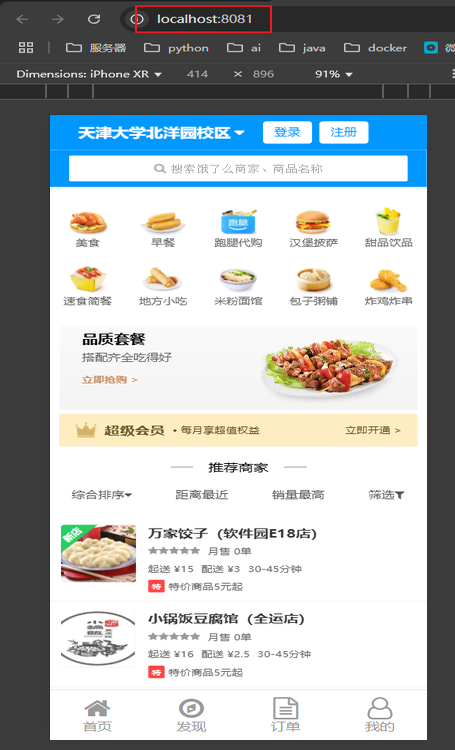 localhost:8081
服务器 python ai java docker 微
Dimensions: iPhone XR 414 × 896 91%
天津大学北洋园校区 登录 注册
搜索饿了么商家、商品名称
跑腿
美食 早餐 跑腿代购 汉堡披萨 甜品饮品
速食简餐 地方小吃 米粉面馆 包子粥铺 炸鸡炸串
品质套餐
搭配齐全吃得好
立即抢购 >
超级会员 • 每月享超值权益 立即开通 >
推荐商家
综合排序 距离最近 销量最高 筛选
新店
万家饺子（软件园E18店）
月售 0单
起送 ¥15 配送 ¥3 30-45分钟
特 特价商品5元起
小锅饭豆腐馆（全运店）
月售 0单
起送 ¥16 配送 ¥2.5 30-45分钟
特 特价商品5元起
首页 发现 订单 我的